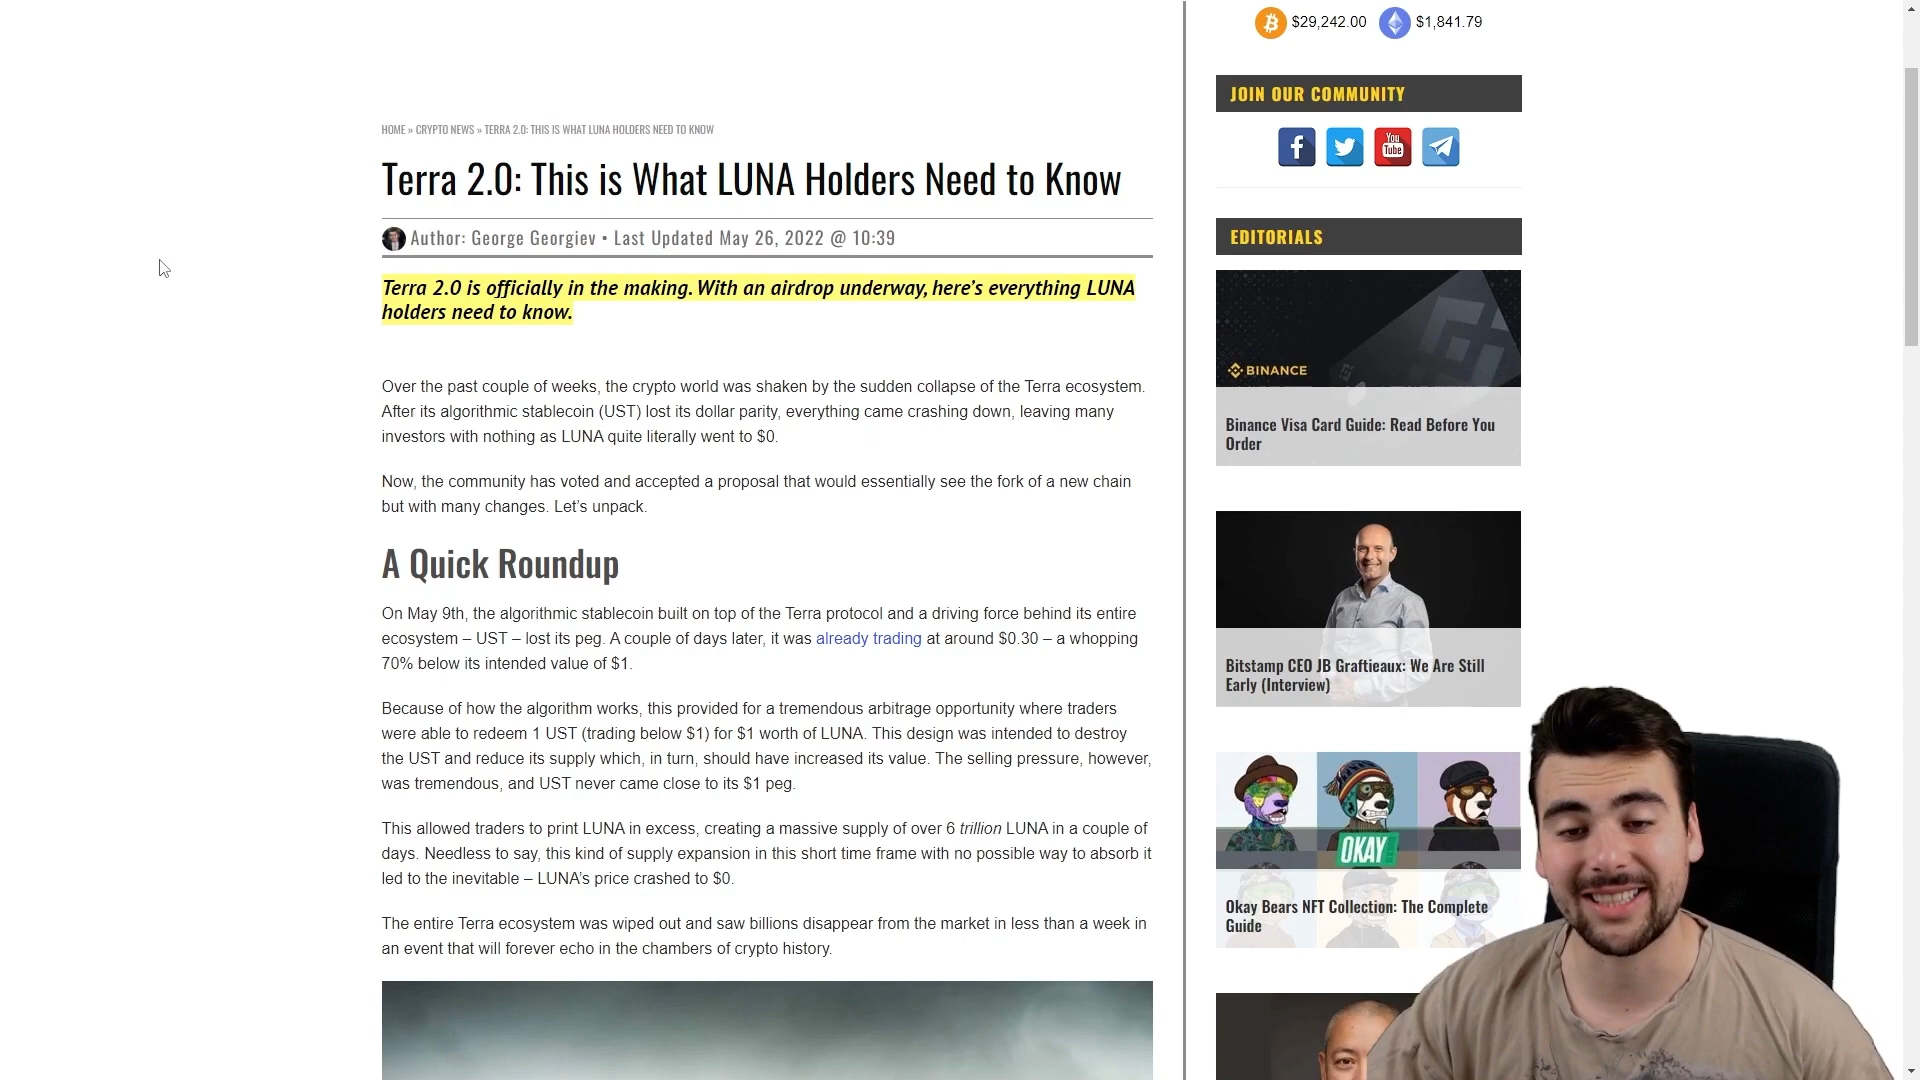 $29,242.00 $1,841.79
JOIN OUR COMMUNITY
You
Tube
HOME » CRYPTO NEWS » TERRA 2.0: THIS IS WHAT LUNA HOLDERS NEED TO KNOW
Terra 2.0: This is What LUNA Holders Need to Know
Author: George Georgiev • Last Updated May 26, 2022 @ 10:39
Terra 2.0 is officially in the making. With an airdrop underway, here’s everything LUNA
holders need to know.
Over the past couple of weeks, the crypto world was shaken by the sudden collapse of the Terra ecosystem.
After its algorithmic stablecoin (UST) lost its dollar parity, everything came crashing down, leaving many
investors with nothing as LUNA quite literally went to $0.
Now, the community has voted and accepted a proposal that would essentially see the fork of a new chain
but with many changes. Let’s unpack.
A Quick Roundup
On May 9th, the algorithmic stablecoin built on top of the Terra protocol and a driving force behind its entire
ecosystem – UST – lost its peg. A couple of days later, it was already trading at around $0.30 – a whopping
70% below its intended value of $1.
Because of how the algorithm works, this provided for a tremendous arbitrage opportunity where traders
were able to redeem 1 UST (trading below $1) for $1 worth of LUNA. This design was intended to destroy
the UST and reduce its supply which, in turn, should have increased its value. The selling pressure, however,
was tremendous, and UST never came close to its $1 peg.
This allowed traders to print LUNA in excess, creating a massive supply of over 6 trillion LUNA in a couple of
days. Needless to say, this kind of supply expansion in this short time frame with no possible way to absorb it
led to the inevitable – LUNA’s price crashed to $0.
The entire Terra ecosystem was wiped out and saw billions disappear from the market in less than a week in
an event that will forever echo in the chambers of crypto history.
EDITORIALS
BINANCE
Binance Visa Card Guide: Read Before You
Order
Bitstamp CEO JB Graftieaux: We Are Still
Early (Interview)
OKAY
Okay Bears NFT Collection: The Complete
Guide